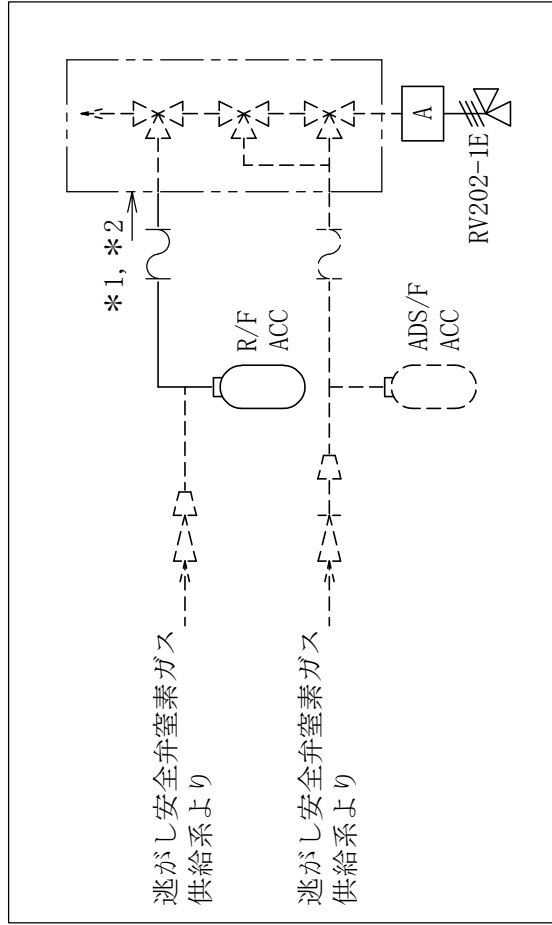 逃がし安全弁窒素ガス
供給系より
逃がし安全弁窒素ガス
供給系より
R/F
ACC
ADS/F
ACC
*1, *2
A
RV202-1E